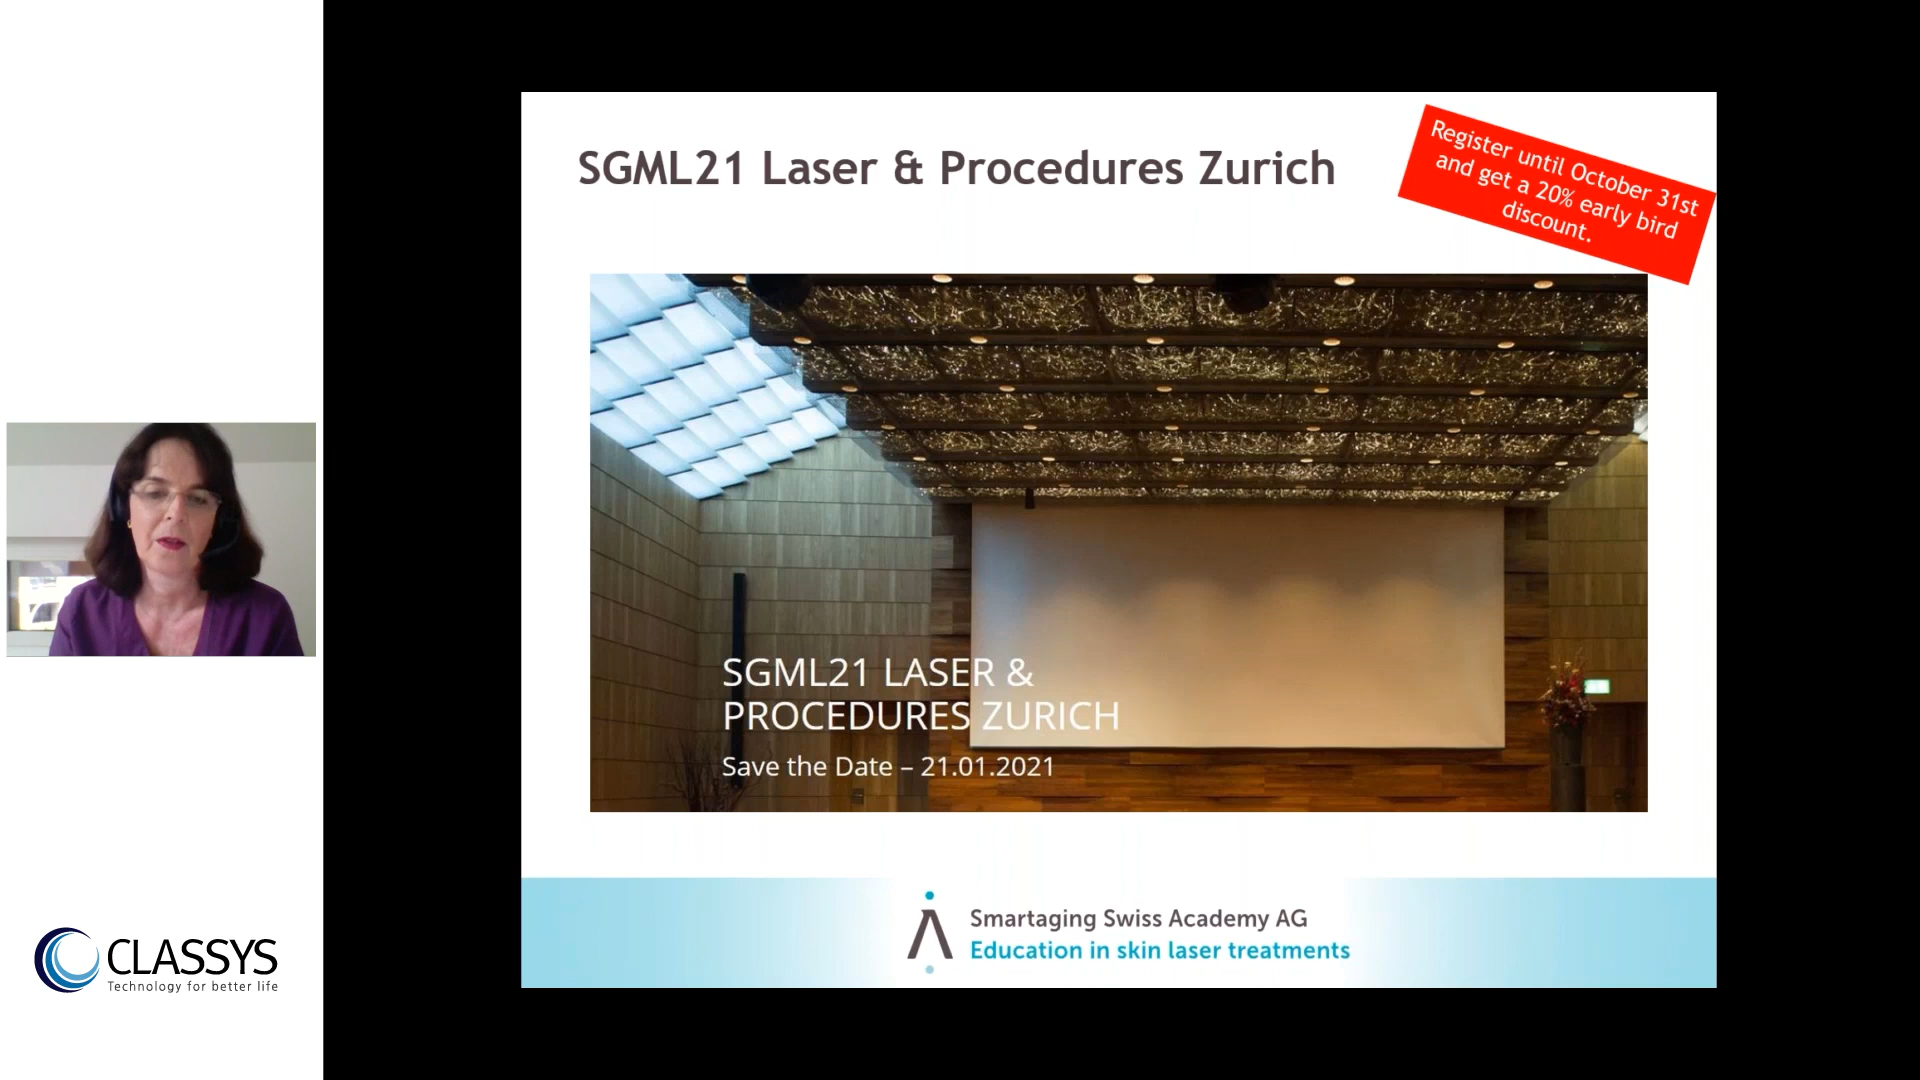 SGML21 Laser & Procedures Zurich
Register until October 31st
and get a 20% early bird
discount.
SGML21 LASER &
PROCEDURES ZURICH
Save the Date – 21.01.2021
Smartaging Swiss Academy AG
Education in skin laser treatments
CLASSYS
Technology for better life